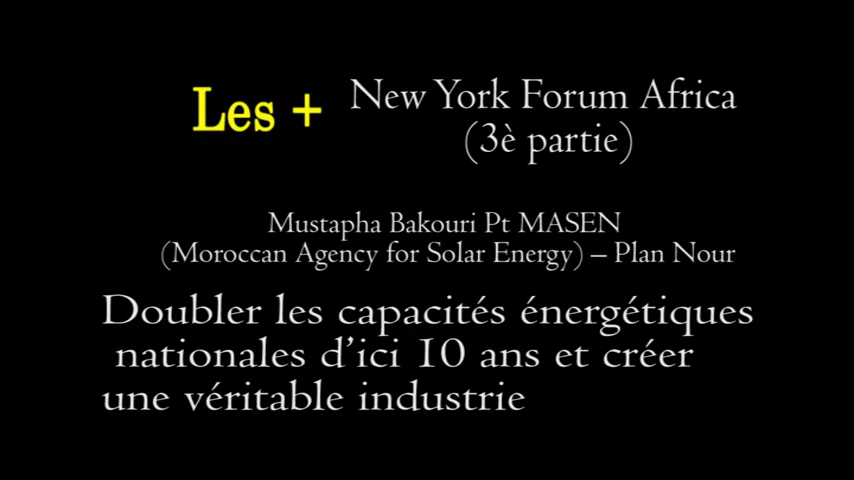 Les + New York Forum Africa
(3è partie)
Mustapha Bakouri Pt MASEN
(Moroccan Agency for Solar Energy) – Plan Nour
Doubler les capacités énergétiques
nationales d'ici 10 ans et créer
une véritable industrie